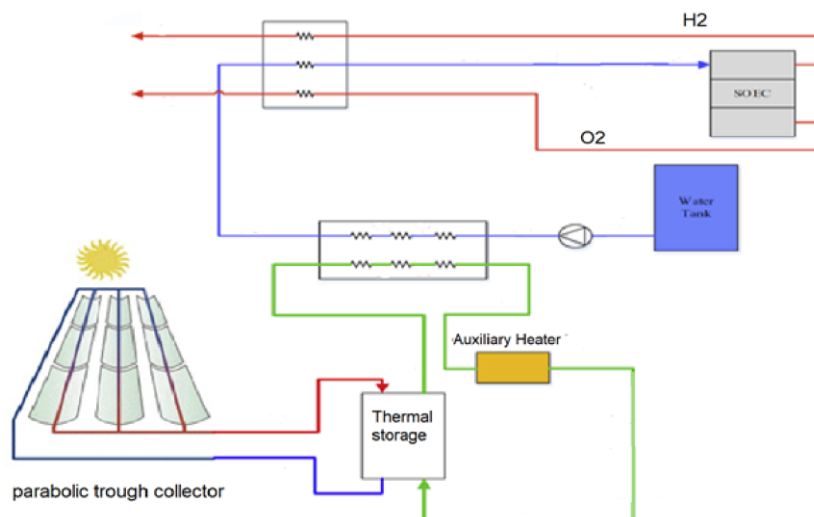 H2
SOEC
O2
Water
Tank
Auxiliary Heater
Thermal
storage
parabolic trough collector